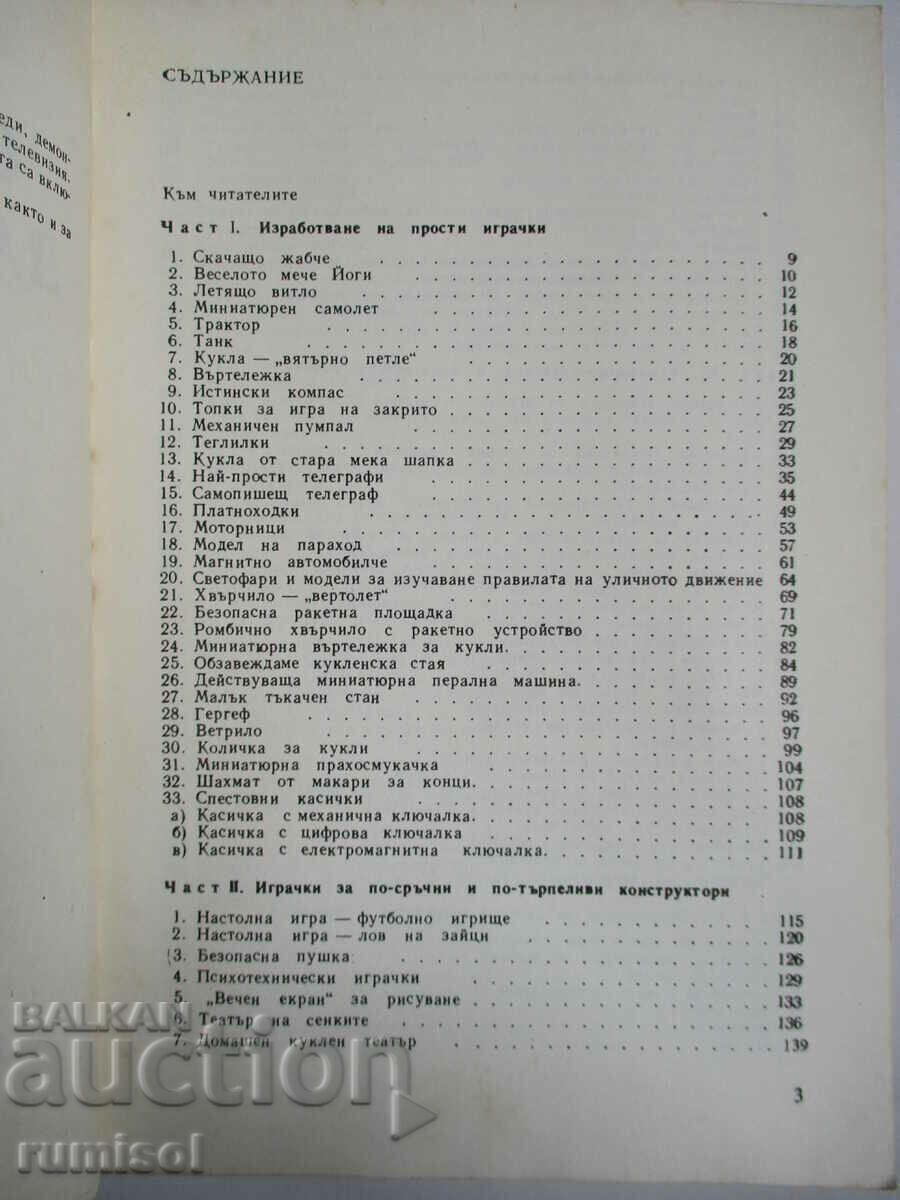 еди, демон-
телевизия.
та са вклю-
както и за
СЪДЪРЖАНИЕ
Към читателите
Част I. Изработване на прости играчки
1. Скачащо жабче . . . . . . . . . . . . . . . . . . . 9
2. Веселото мече Йоги . . . . . . . . . . . . . . . . . 10
3. Летящо витло . . . . . . . . . . . . . . . . . . . . 12
4. Миниатюрен самолет . . . . . . . . . . . . . . . . 14
5. Трактор . . . . . . . . . . . . . . . . . . . . . 16
6. Танк . . . . . . . . . . . . . . . . . . . . . . 18
7. Кукла — „вятърно петле“ . . . . . . . . . . . . . . 20
8. Въртележка . . . . . . . . . . . . . . . . . . . . 21
9. Истински компас . . . . . . . . . . . . . . . . . 23
10. Топки за игра на закрито . . . . . . . . . . . . . . 25
11. Механичен пумпал . . . . . . . . . . . . . . . . . 27
12. Теглилки . . . . . . . . . . . . . . . . . . . . 29
13. Кукла от стара мека шапка . . . . . . . . . . . . . 33
14. Най-прости телеграфи . . . . . . . . . . . . . . . 35
15. Самопишещ телеграф . . . . . . . . . . . . . . . . 44
16. Платноходки . . . . . . . . . . . . . . . . . . . 49
17. Моторници . . . . . . . . . . . . . . . . . . . . 53
18. Модел на параход . . . . . . . . . . . . . . . . . 57
19. Магнитно автомобилче . . . . . . . . . . . . . . . 61
20. Светофари и модели за изучаване правилата на уличното движение 64
21. Хвърчило — „вертолет“ . . . . . . . . . . . . . . . 69
22. Безопасна ракетна площадка . . . . . . . . . . . . . 71
23. Ромбично хвърчило с ракетно устройство . . . . . . . . 79
24. Миниатюрна въртележка за кукли. . . . . . . . . . . . 82
25. Обзавеждаме кукленска стая . . . . . . . . . . . . . 84
26. Действуваща миниатюрна перална машина. . . . . . . . . 89
27. Малък тъкачен стан . . . . . . . . . . . . . . . . 92
28. Гергеф . . . . . . . . . . . . . . . . . . . . . 96
29. Ветрило . . . . . . . . . . . . . . . . . . . . . 97
30. Количка за кукли . . . . . . . . . . . . . . . . . 99
31. Миниатюрна прахосмукачка . . . . . . . . . . . . . . 104
32. Шахмат от макари за конци. . . . . . . . . . . . . . 107
33. Спестовни касички . . . . . . . . . . . . . . . . . 108
а) Касичка с механична ключалка. . . . . . . . . . . . . 108
б) Касичка с цифрова ключалка . . . . . . . . . . . . . 109
в) Касичка с електромагнитна ключалка. . . . . . . . . . 111
Част II. Играчки за по-сръчни и по-търпеливи конструктори
1. Настолна игра — футболно игрище . . . . . . . . . . 115
2. Настолна игра — лов на зайци . . . . . . . . . . . 120
3. Безопасна пушка . . . . . . . . . . . . . . . . . 126
4. Психотехнически играчки . . . . . . . . . . . . . . 129
5. „Вечен екран“ за рисуване . . . . . . . . . . . . . 133
6. Театър на сенките . . . . . . . . . . . . . . . . 136
7. Домашен куклен театър . . . . . . . . . . . . . . 139
3
BALKAN
auction
rumisol